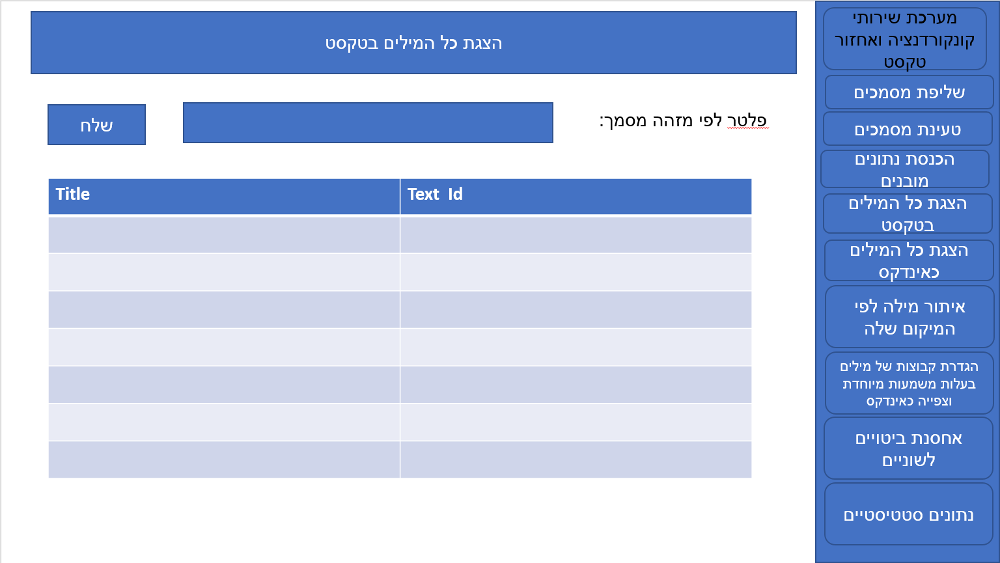 הצגת כל המילים בטקסט
פלטר לפי מזהה מסמך:
שלח
Title
Text Id
מערכת שירותי
קונקורדנציה ואחזור
טקסט
שליפת מסמכים
טעינת מסמכים
הכנסת נתונים
מובנים
הצגת כל המילים
בטקסט
הצגת כל המילים
כאינדקס
איתור מילה לפי
המיקום שלה
הגדרת קבוצות של מילים
בעלות משמעות מיוחדת
וצפייה כאינדקס
אחסנת ביטויים
לשוניים
נתונים סטטיסטיים